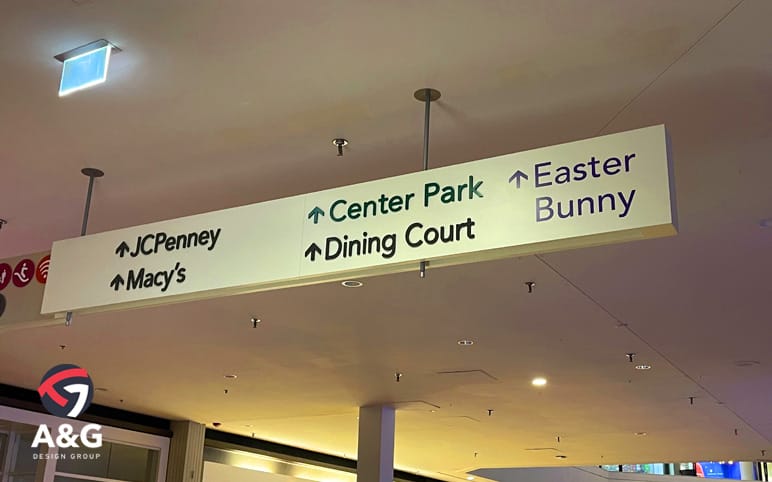 ↑JCPenney
↑Macy's
↑Center Park
↑Dining Court
↑Easter
Bunny
A&G
DESIGN GROUP